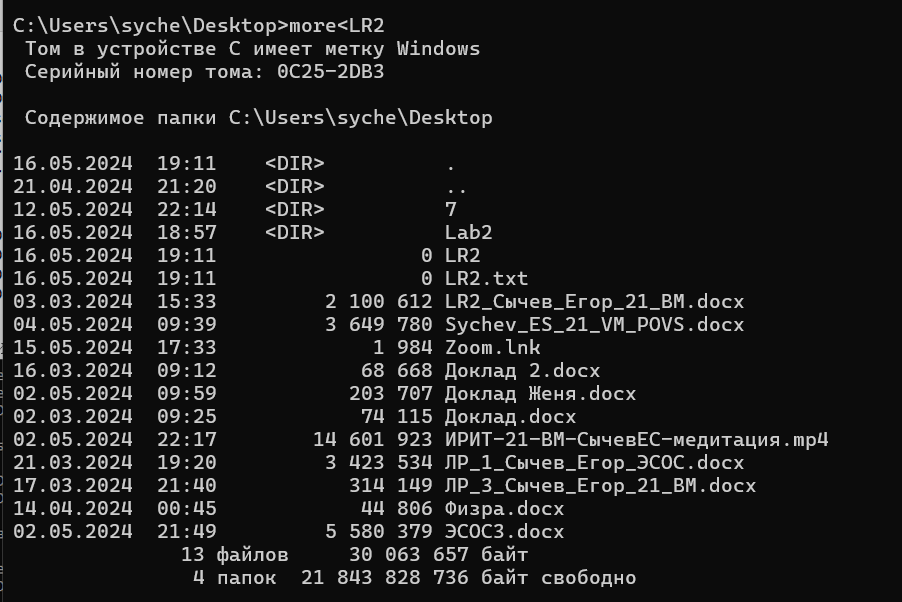 C:\Users\syche\Desktop>more<LR2
Том в устройстве C имеет метку Windows
Серийный номер тома: 0C25-2DB3
Содержимое папки C:\Users\syche\Desktop
16.05.2024  19:11    <DIR>          .
21.04.2024  21:20    <DIR>          ..
12.05.2024  22:14    <DIR>          7
16.05.2024  18:57    <DIR>          Lab2
16.05.2024  19:11                 0 LR2
16.05.2024  19:11                 0 LR2.txt
03.03.2024  15:33         2 100 612 LR2_Сычев_Егор_21_ВМ.docx
04.05.2024  09:39         3 649 780 Sychev_ES_21_VM_POVS.docx
15.05.2024  17:33             1 984 Zoom.lnk
16.03.2024  09:12            68 668 Доклад 2.docx
02.05.2024  09:59           203 707 Доклад Женя.docx
02.03.2024  09:25            74 115 Доклад.docx
02.05.2024  22:17        14 601 923 ИРИТ-21-ВМ-СычевЕС-медитация.mp4
21.03.2024  19:20         3 423 534 ЛР_1_Сычев_Егор_ЭСОС.docx
17.03.2024  21:40           314 149 ЛР_3_Сычев_Егор_21_ВМ.docx
14.04.2024  00:45            44 806 Физра.docx
02.05.2024  21:49         5 580 379 ЭСОС3.docx
13 файлов     30 063 657 байт
4 папок  21 843 828 736 байт свободно